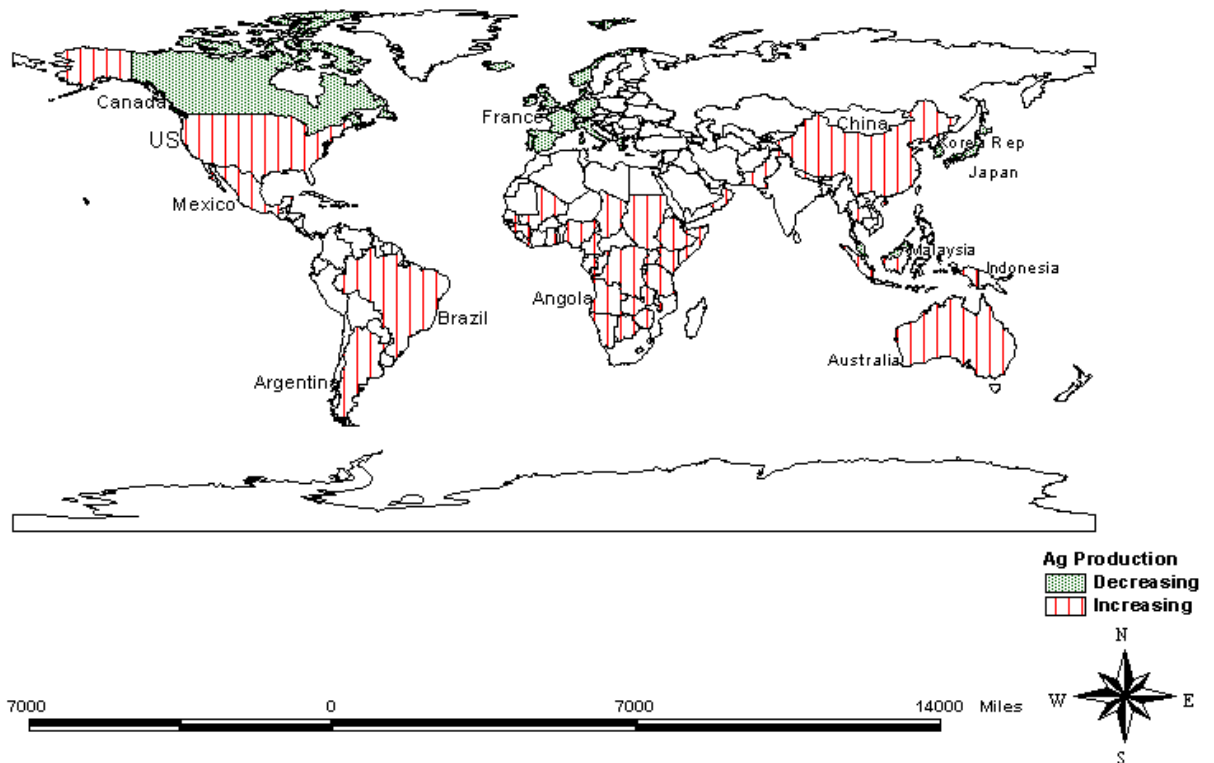 Canada
US
Mexico
Brazil
Argentina
France
Angola
China
Korea Rep
Japan
Malaysia
Indonesia
Australia
Ag Production
Decreasing
Increasing
N
W E
S
7000 0 7000 14000 Miles